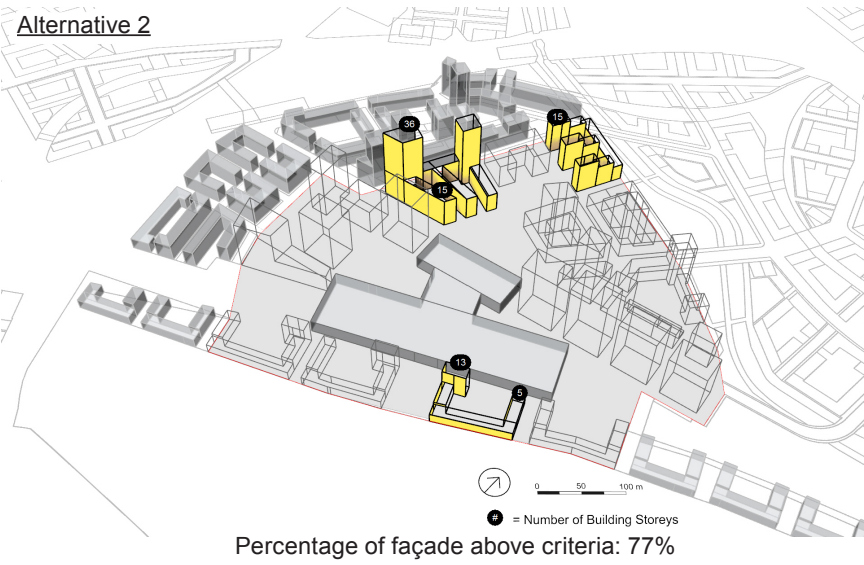 Alternative 2
36
15
15
13
5
0 50 100 m
# = Number of Building Storeys
Percentage of façade above criteria: 77%